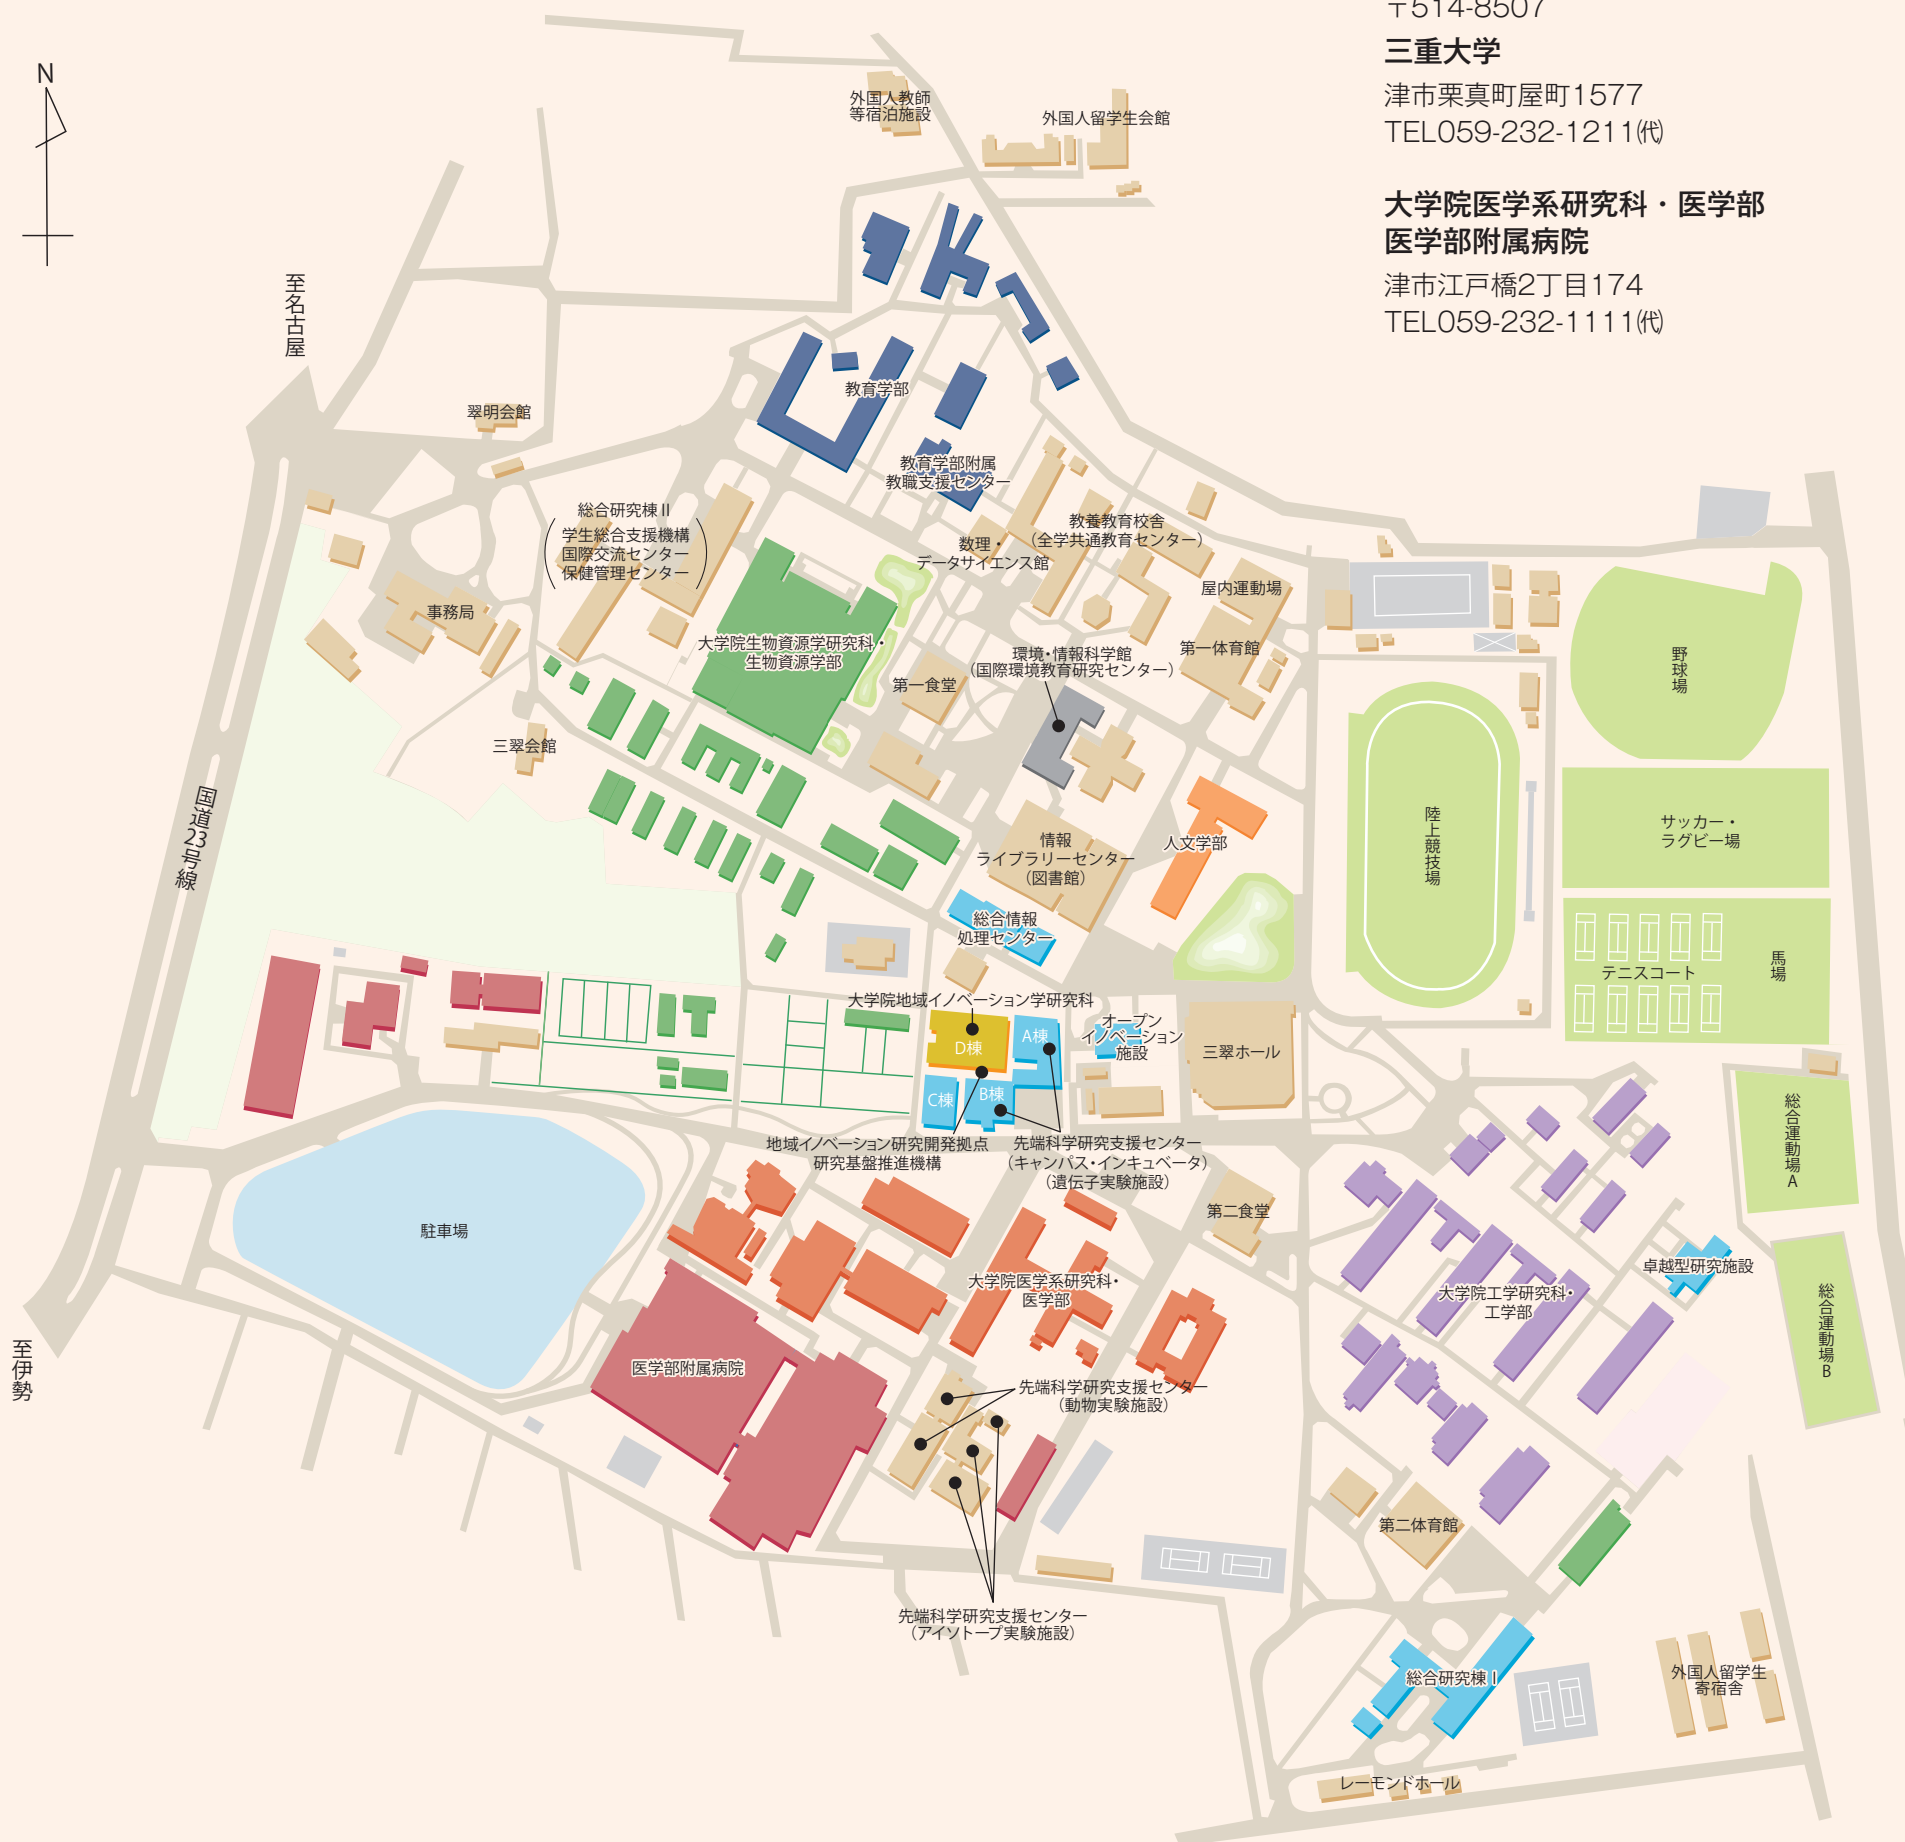 〒514-8507
三重大学
津市栗真町屋町1577
TEL059-232-1211㈹
大学院医学系研究科・医学部
医学部附属病院
津市江戸橋2丁目174
TEL059-232-1111㈹
N
外国人教師
等宿泊施設
外国人留学生会館
至名古屋
教育学部
翠明会館
教育学部附属
教職支援センター
総合研究棟Ⅱ
学生総合支援機構
国際交流センター
保健管理センター
教養教育校舎
（全学共通教育センター）
数理・
データサイエンス館
屋内運動場
事務局
大学院生物資源学研究科・
生物資源学部
環境・情報科学館
（国際環境教育研究センター）
第一体育館
第一食堂
野球場
三翠会館
国道23号線
陸上競技場
サッカー・
ラグビー場
情報
ライブラリーセンター
（図書館）
人文学部
総合情報
処理センター
テニスコート
馬場
大学院地域イノベーション学研究科
D棟
A棟
オープン
イノベーション
施設
三翠ホール
C棟
B棟
地域イノベーション研究開発拠点
研究基盤推進機構
先端科学研究支援センター
（キャンパス・インキュベータ）
（遺伝子実験施設）
総合運動場A
駐車場
第二食堂
大学院医学系研究科・
医学部
卓越型研究施設
大学院工学研究科・
工学部
総合運動場B
至伊勢
医学部附属病院
先端科学研究支援センター
（動物実験施設）
第二体育館
先端科学研究支援センター
（アイソトープ実験施設）
総合研究棟Ⅰ
外国人留学生
寄宿舎
レーモンドホール